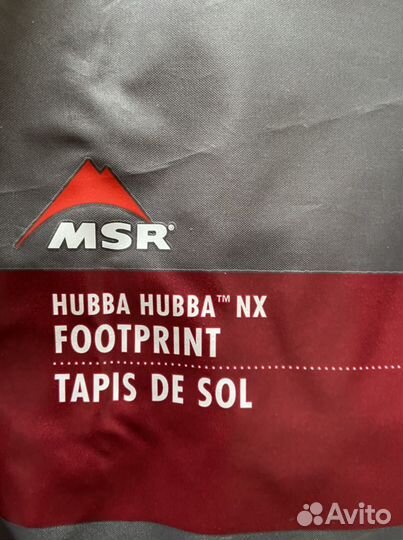 MSR®
HUBBA HUBBA™ NX
FOOTPRINT
TAPIS DE SOL
Avito